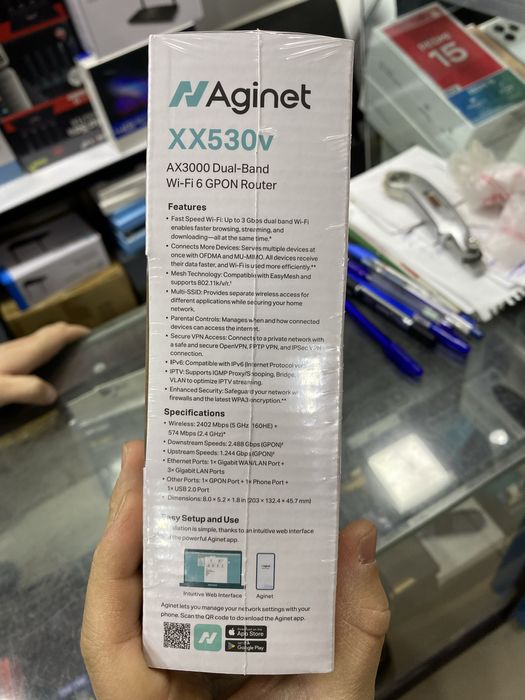 Aginet
XX530v
AX3000 Dual-Band
Wi-Fi 6 GPON Router
Features
• Fast Speed Wi-Fi: Up to 3 Gbps dual band Wi-Fi
enables faster browsing, streaming, and
downloading—all at the same time.*
• Connects More Devices: Serves multiple devices at
once with OFDMA and MU-MIMO. All devices receive
their data faster, and Wi-Fi is used more efficiently.**
• Mesh Technology: Compatible with EasyMesh and
supports 802.11k/v/r.†
• Multi-SSID: Provides separate wireless access for
different applications while securing your home
network.
• Parental Controls: Manages when and how connected
devices can access the internet.
• Secure VPN Access: Connects to a private network with
a safe and secure OpenVPN, PPTP VPN, and IPSec VPN
connection.
• IPv6: Compatible with IPv6 (Internet Protocol
• IPTV: Supports IGMP Proxy/Snooping, Bridge,
VLAN to optimize IPTV streaming.
• Enhanced Security: Safeguard your network w
firewalls and the latest WPA3 encryption.**
Specifications
• Wireless: 2402 Mbps (5 GHz, HE160) +
574 Mbps (2.4 GHz)*
• Downstream Speeds: 2.488 Gbps (GPON)
• Upstream Speeds: 1.244 Gbps (GPON)
• Ethernet Ports: 1× Gigabit WAN/LAN Port +
3× Gigabit LAN Ports
• Other Ports: 1× GPON Port + 1× Phone Port +
1× USB 2.0 Port
• Dimensions: 8.0 × 5.2 × 1.8 in (203 × 132.4 × 45.7 mm)
Easy Setup and Use
llation is simple, thanks to an intuitive web interface
the powerful Aginet app.
Intuitive Web Interface
Aginet
Aginet lets you manage your network settings with your
phone. Scan the QR code to download the Aginet app.
App Store
Google Play
REDMI
15